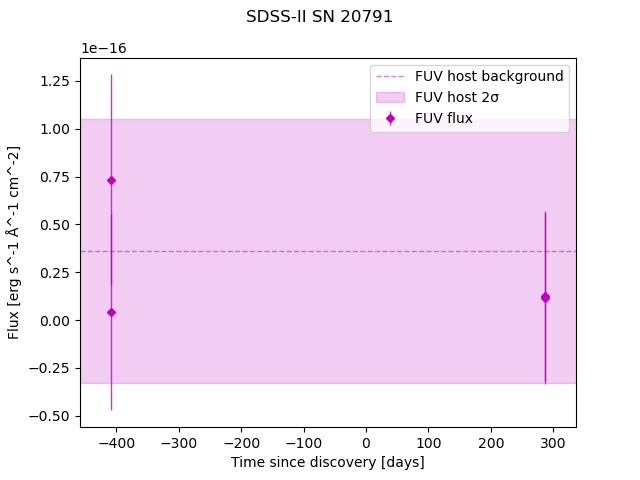 SDSS-II SN 20791
1e−16
FUV host background
FUV host 2σ
FUV flux
1.25
1.00
0.75
0.50
0.25
0.00
−0.25
−0.50
Flux [erg s^-1 Å^-1 cm^-2]
−400
−300
−200
−100
0
100
200
300
Time since discovery [days]